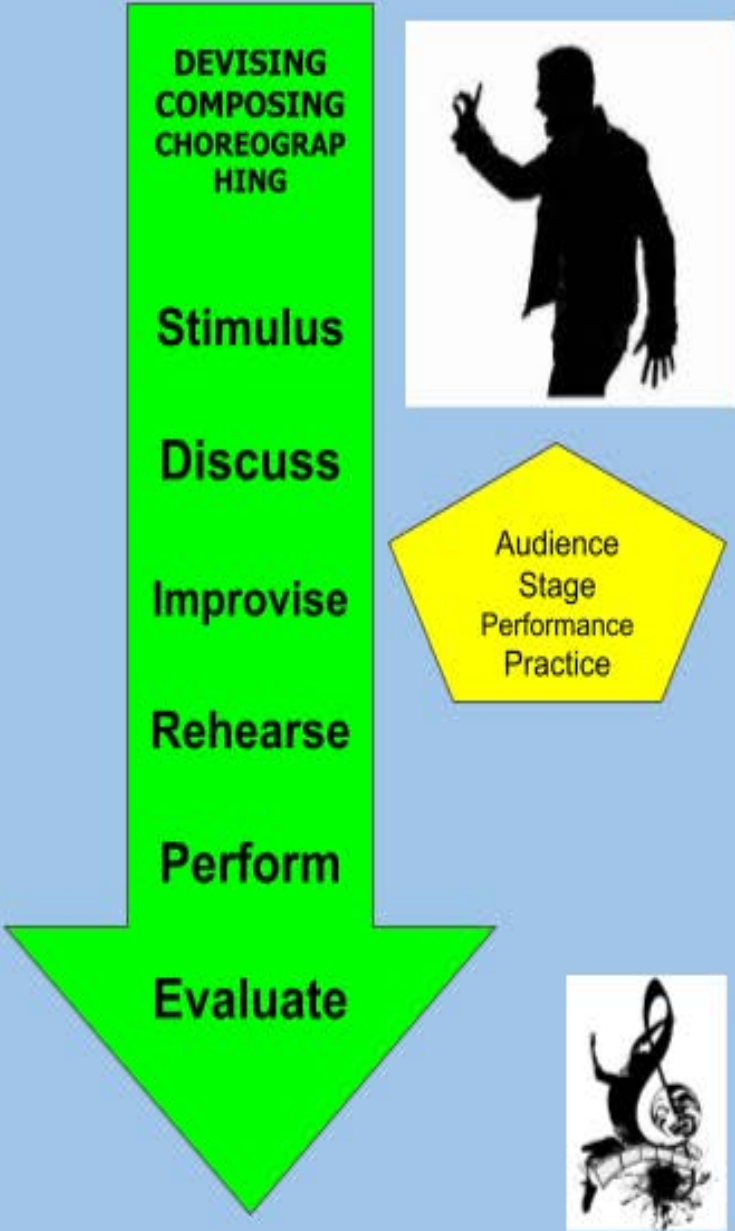 DEVISING
COMPOSING
CHOREOGRAP
HING
Stimulus
Discuss
Improvise
Rehearse
Perform
Evaluate
Audience
Stage
Performance
Practice